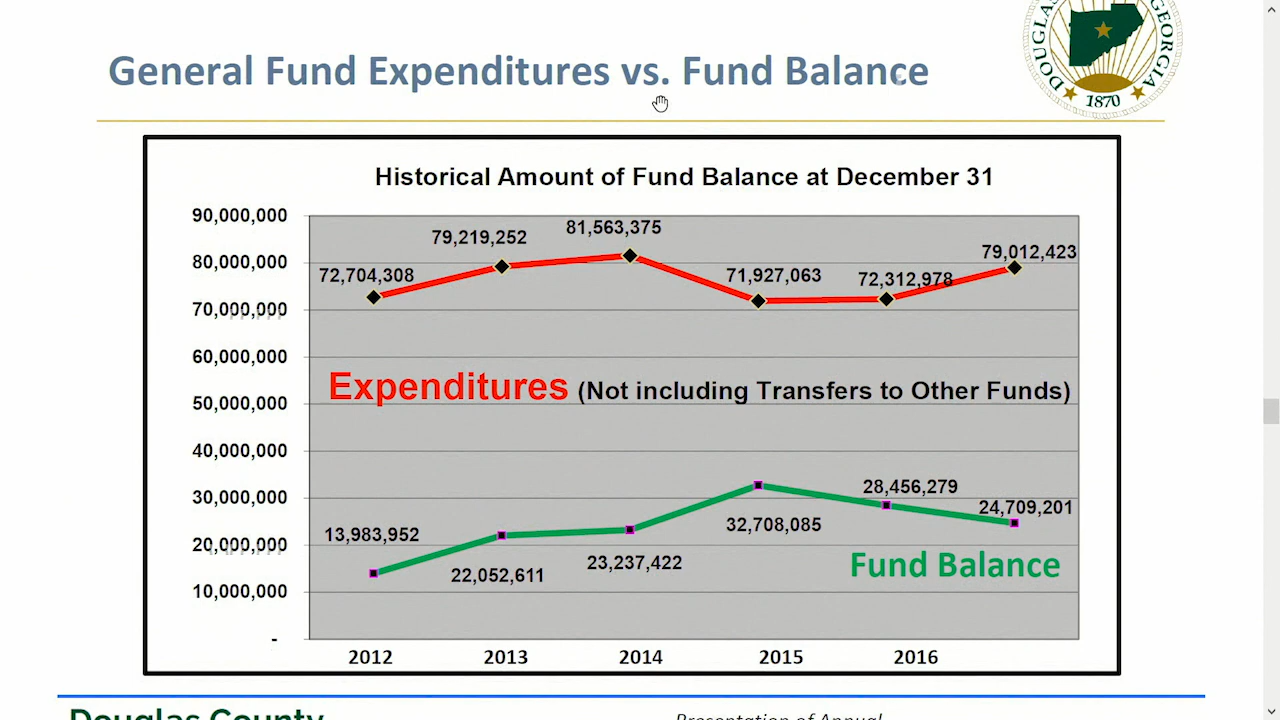 DOUGLAS GEORGIA
1870
General Fund Expenditures vs. Fund Balance
Historical Amount of Fund Balance at December 31
90,000,000
80,000,000
70,000,000
60,000,000
50,000,000
40,000,000
30,000,000
20,000,000
10,000,000
-
72,704,308
79,219,252
81,563,375
71,927,063
72,312,978
79,012,423
Expenditures (Not including Transfers to Other Funds)
13,983,952
22,052,611
23,237,422
32,708,085
28,456,279
24,709,201
Fund Balance
2012 2013 2014 2015 2016
Douglas County
Presentation of Annual